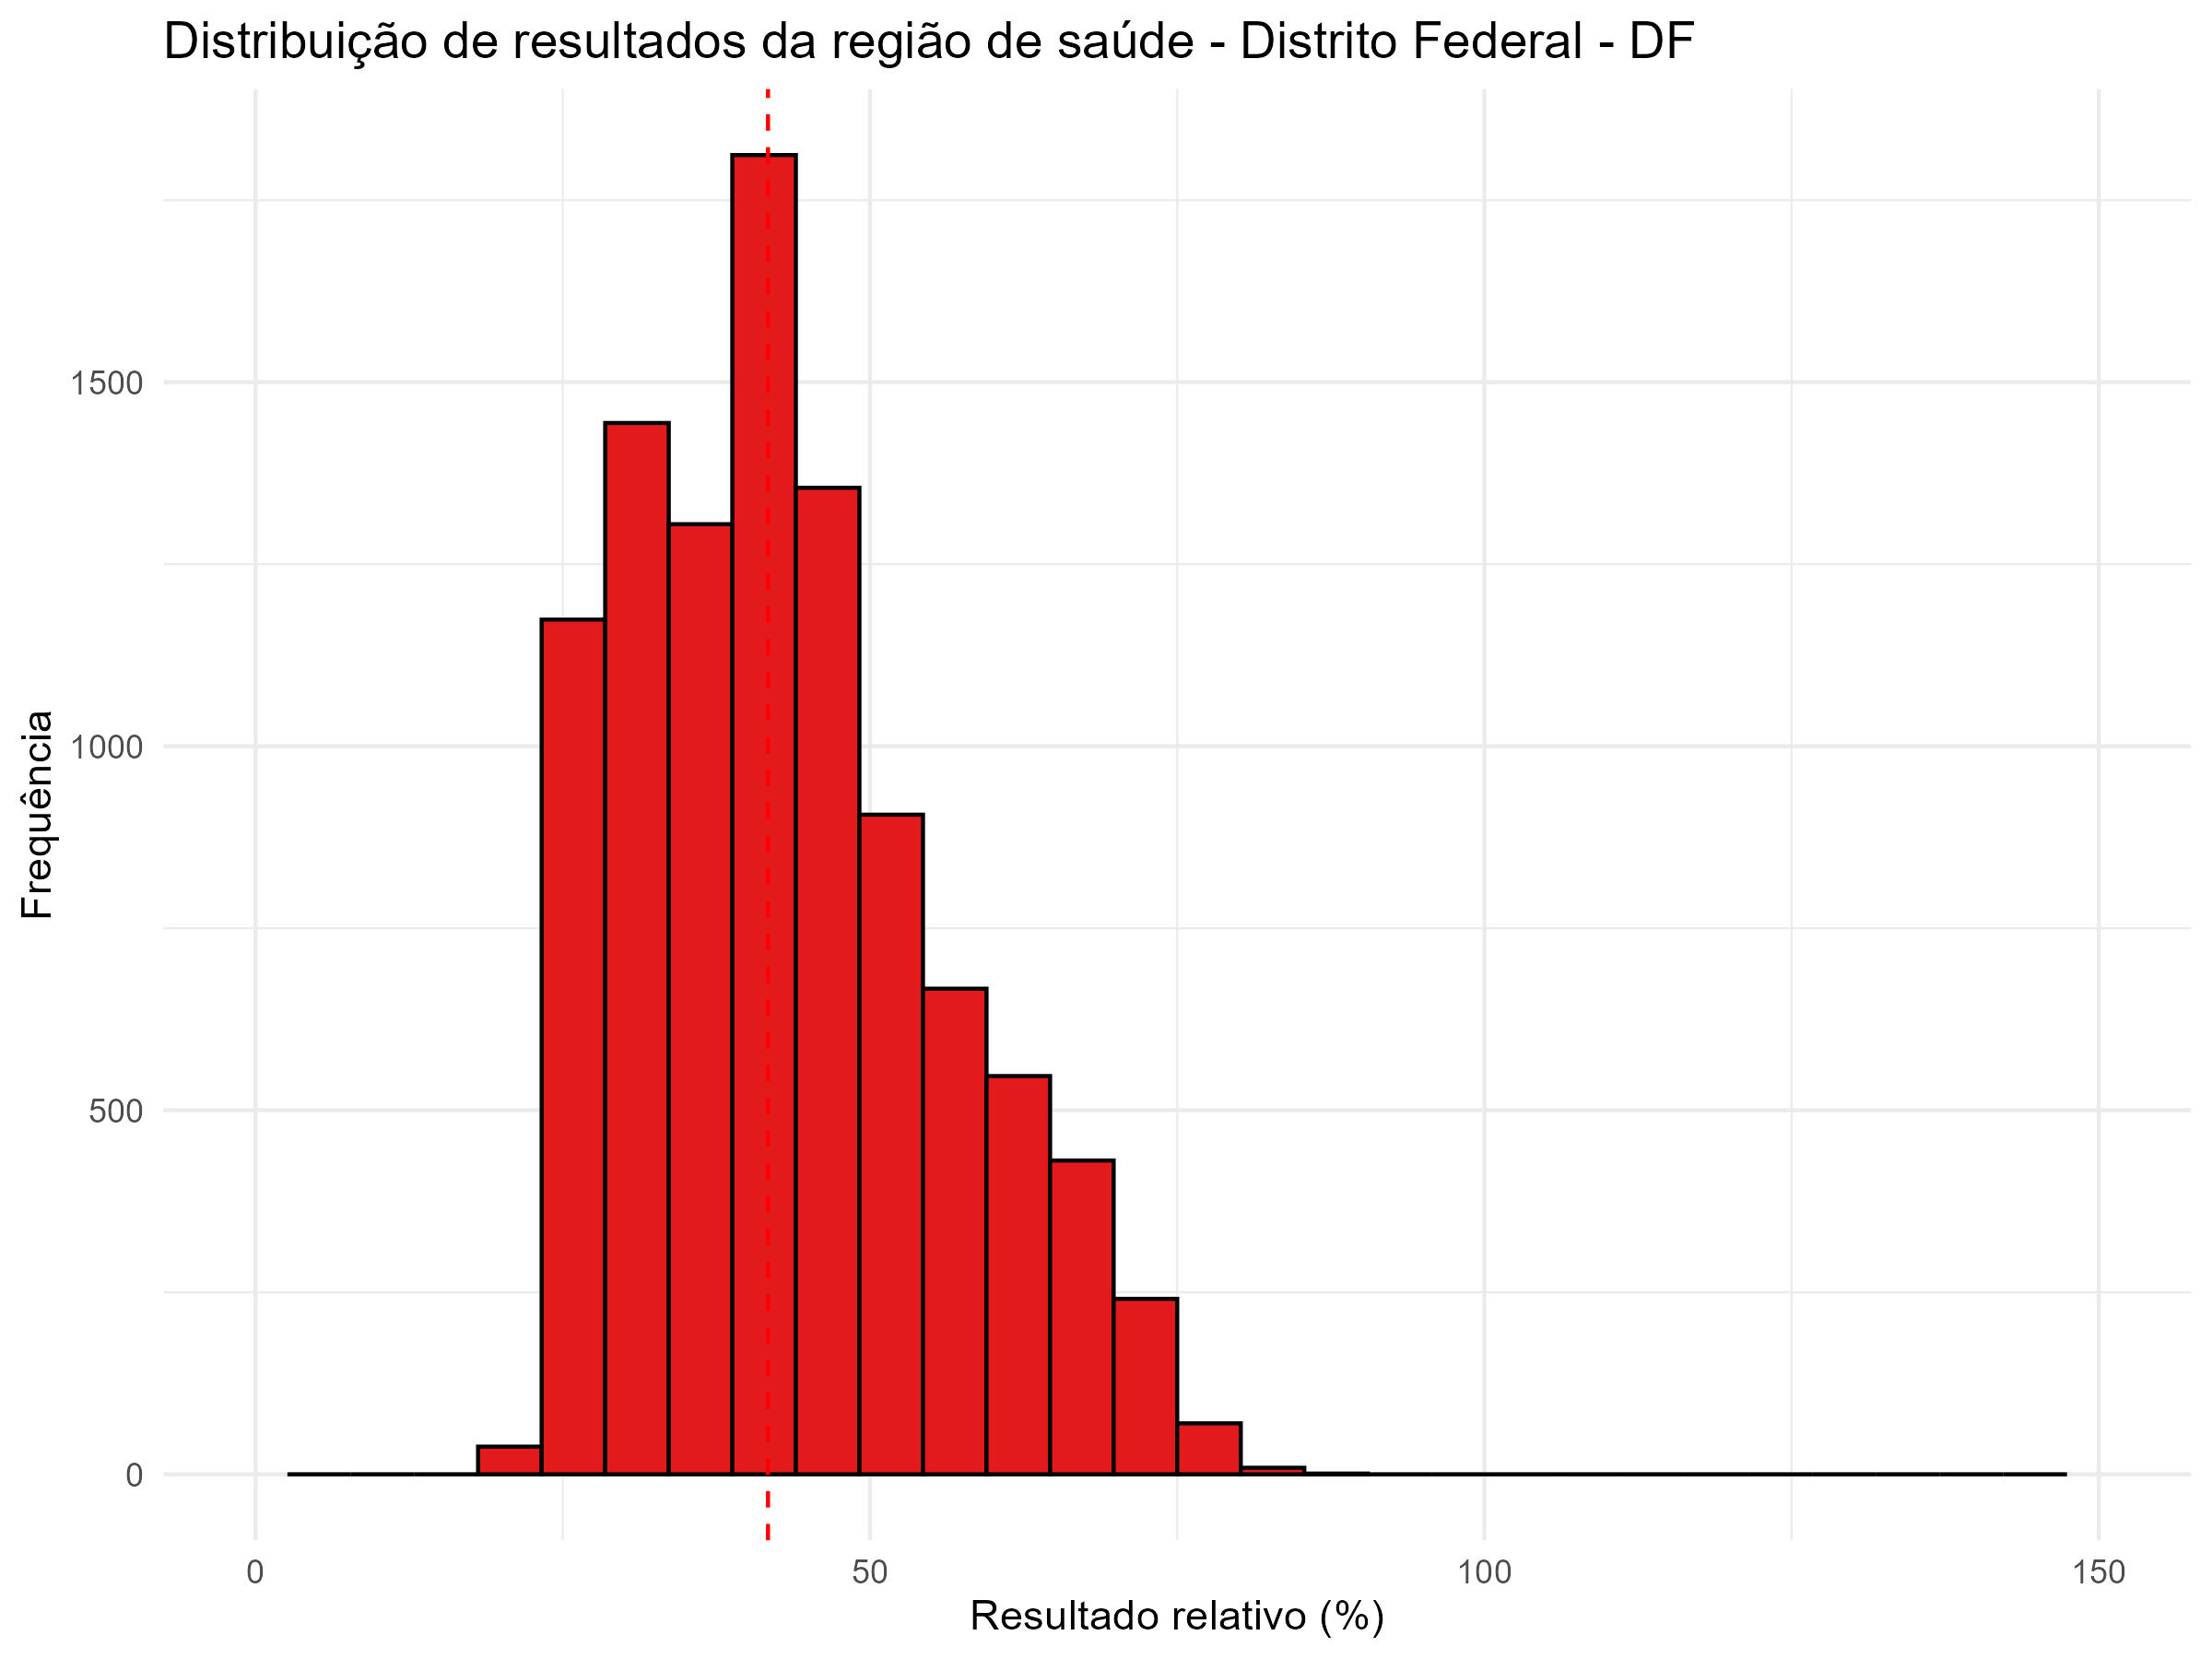 Distribuição de resultados da região de saúde - Distrito Federal - DF
Frequência
1500
1000
500
0
0 50 100 150
Resultado relativo (%)